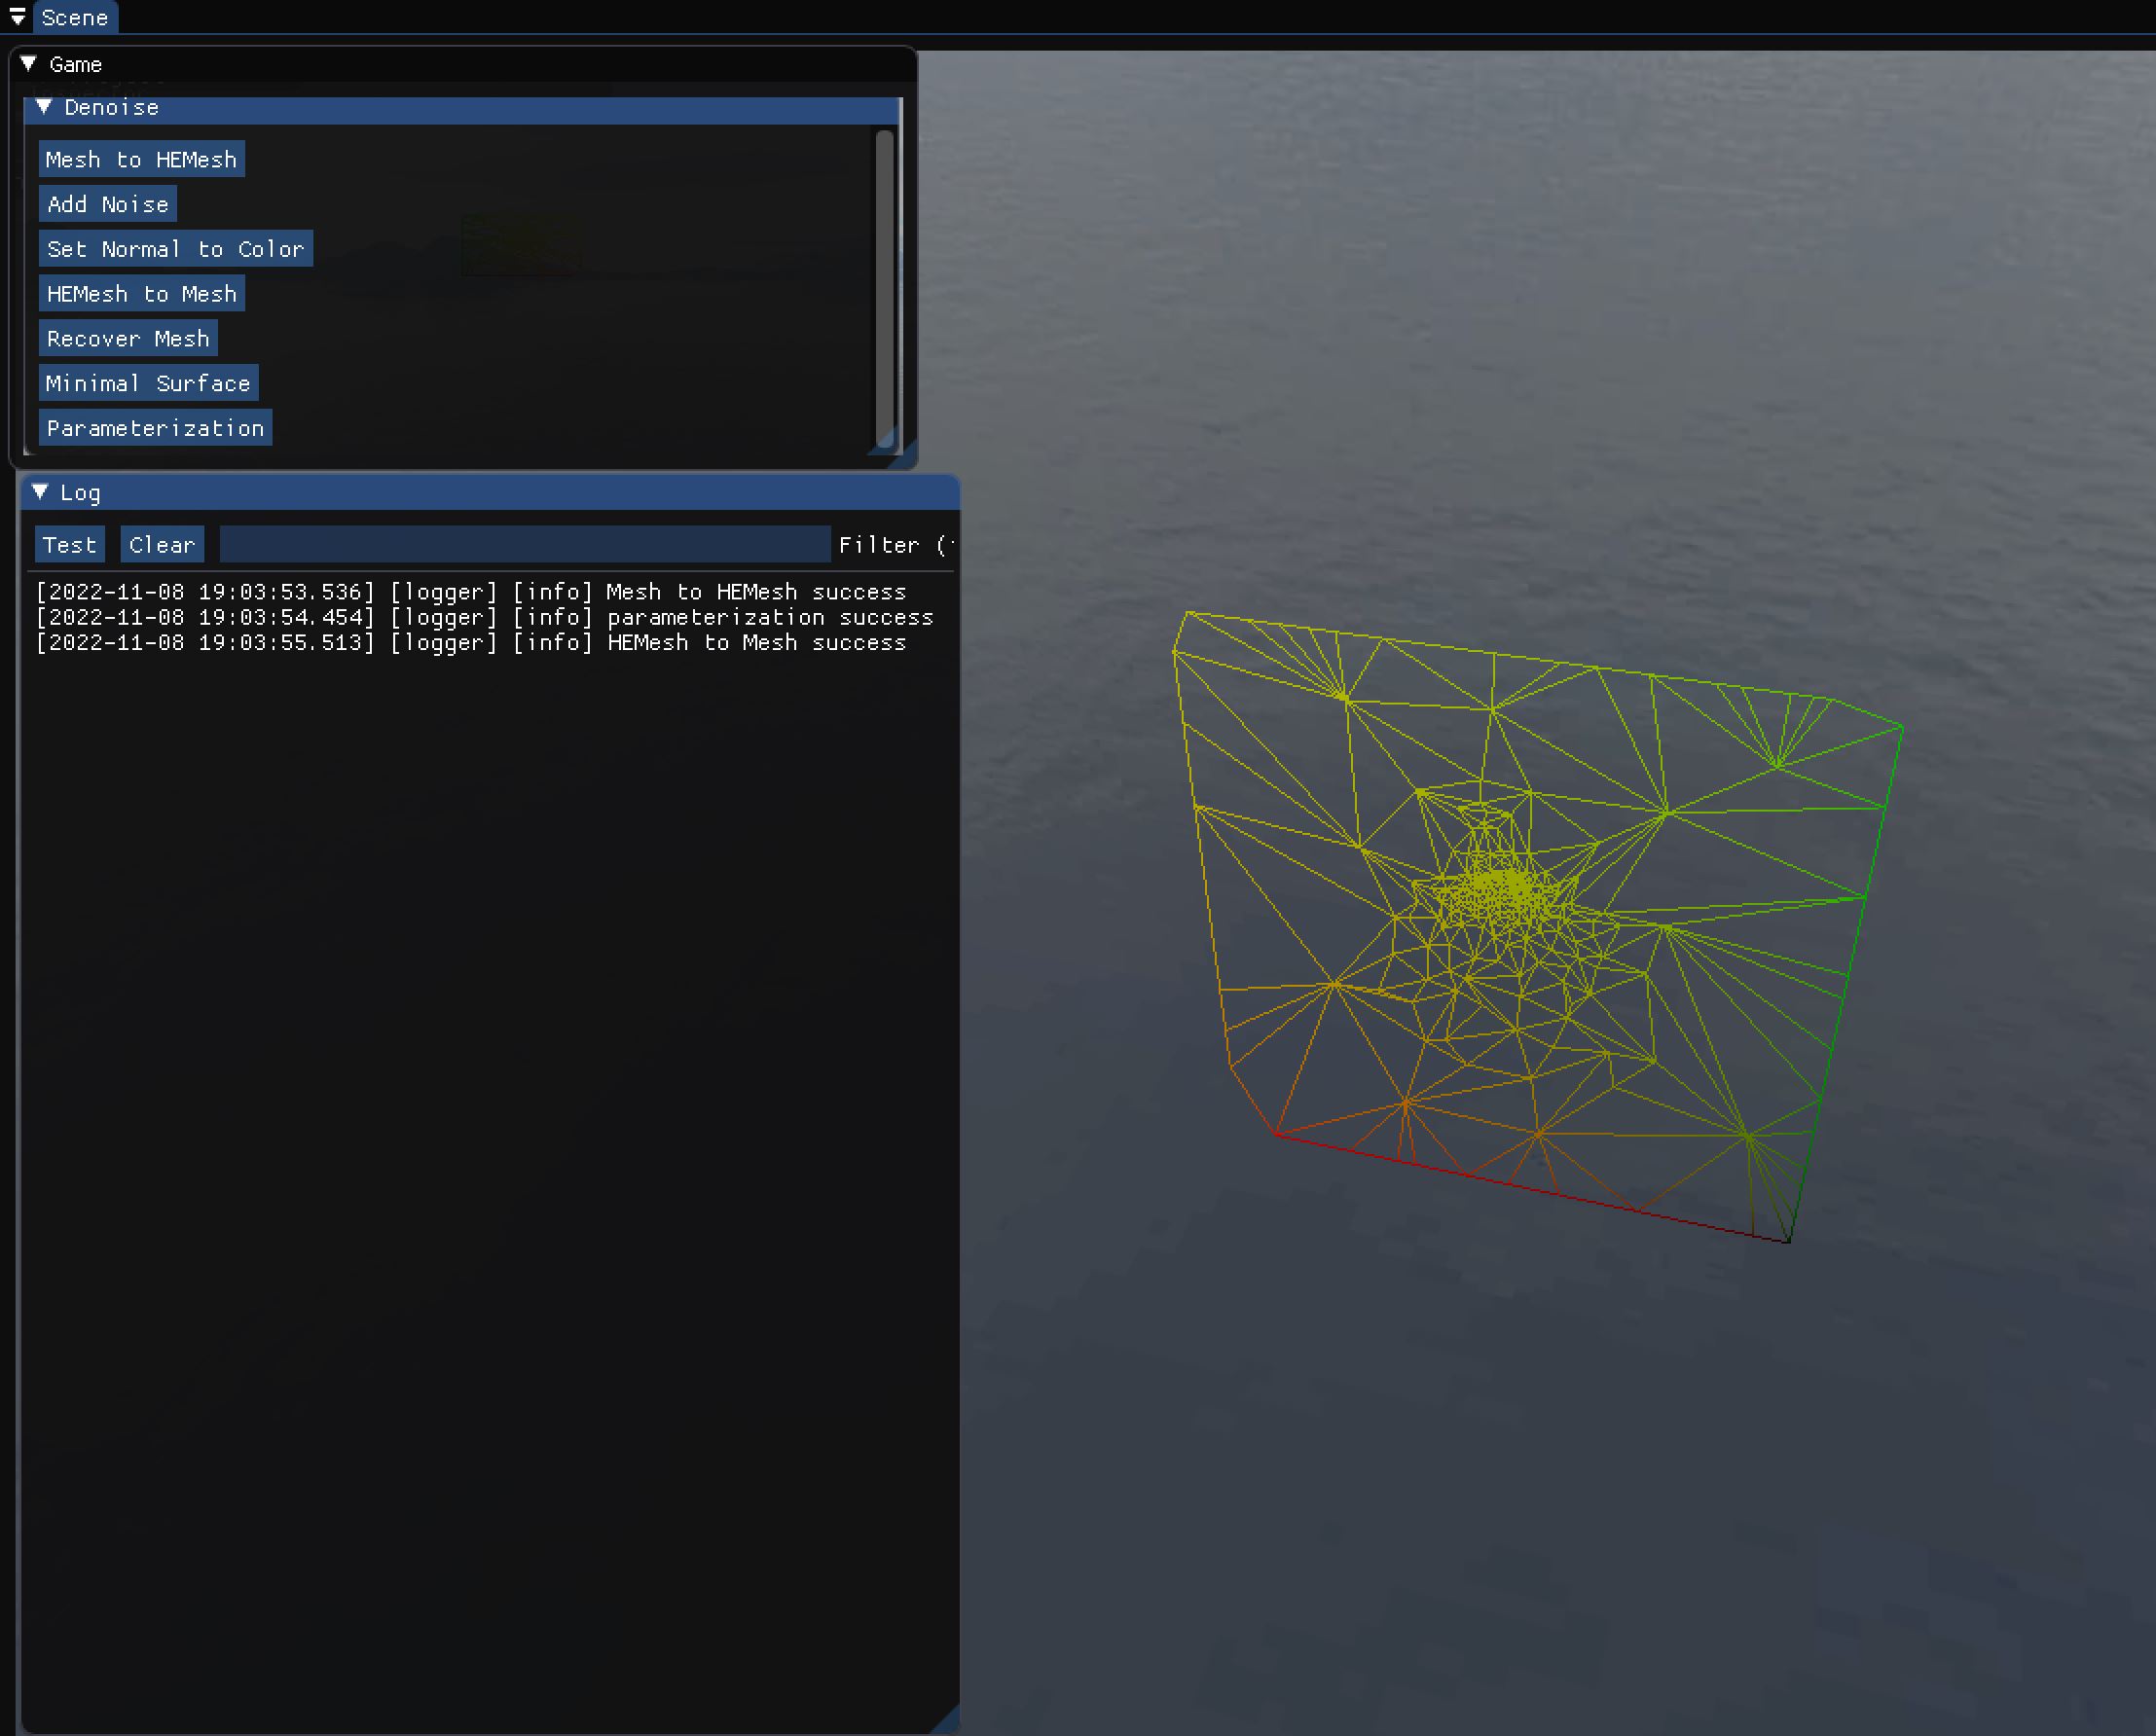 Scene
Game
Denoise
Mesh to HEMesh
Add Noise
Set Normal to Color
HEMesh to Mesh
Recover Mesh
Minimal Surface
Parameterization
Log
Test Clear Filter (
[2022-11-08 19:03:53.536] [logger] [info] Mesh to HEMesh success
[2022-11-08 19:03:54.454] [logger] [info] parameterization success
[2022-11-08 19:03:55.513] [logger] [info] HEMesh to Mesh success